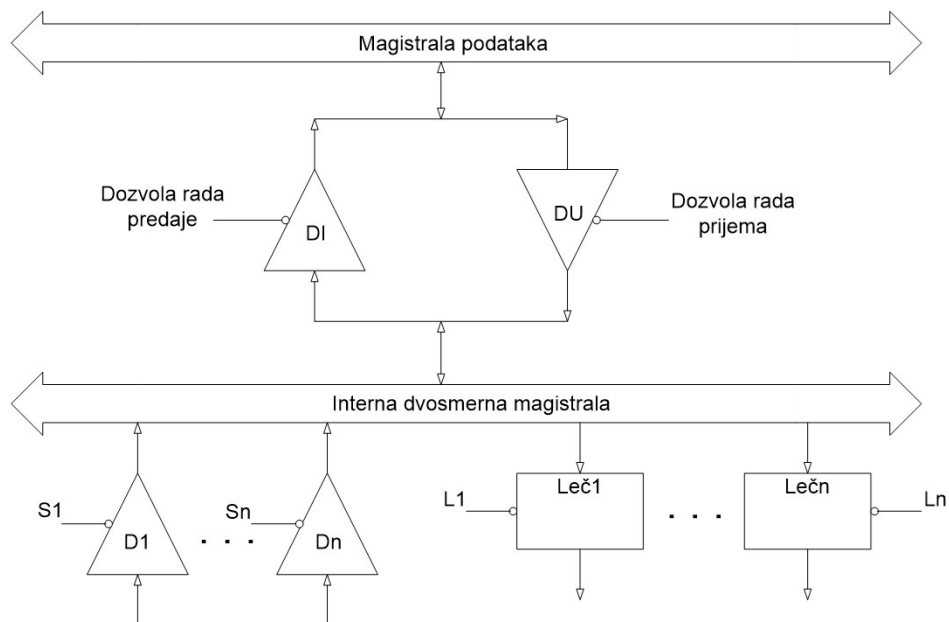 Magistrala podataka
Dozvola rada
predaje
DI
DU
Dozvola rada
prijema
Interna dvosmerna magistrala
S1
D1
. . .
Sn
Dn
L1
Leč1
. . .
Lečn
Ln